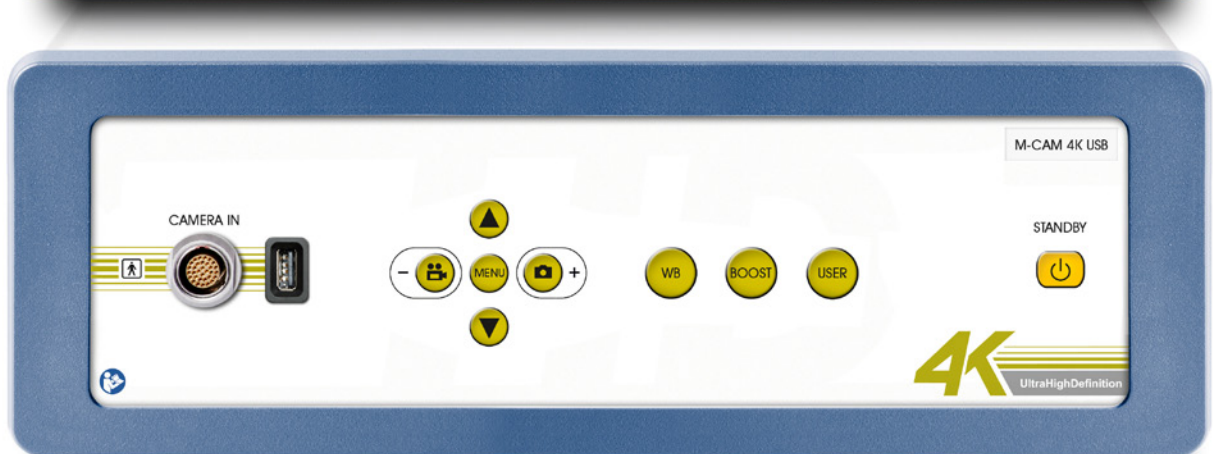 M-CAM 4K USB
CAMERA IN
STANDBY
- MENU +
WB BOOST USER
4K
UltraHighDefinition